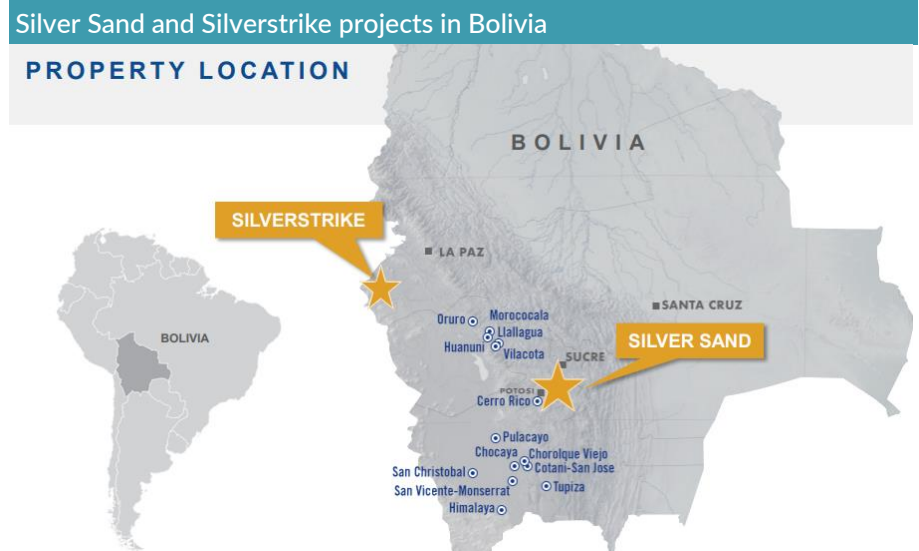 Silver Sand and Silverstrike projects in Bolivia
PROPERTY LOCATION
BOLIVIA
SILVERSTRIKE
LA PAZ
SANTA CRUZ
Morococala
Oruro
Llallagua
BOLIVIA
SILVER SAND
Huanuni
Vilacota
SUCRE
POTOSI
Cerro Rico
Pulacayo
Chocaya
Chorolque Viejo
San Christobal
Cotani-San Jose
San Vicente-Monserrat
Tupiza
Himalaya